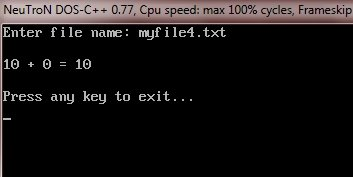 NeuTroN DOS-C++ 0.77, Cpu speed: max 100% cycles, Frameskip
Enter file name: myfile4.txt
10 + 0 = 10
Press any key to exit...
_